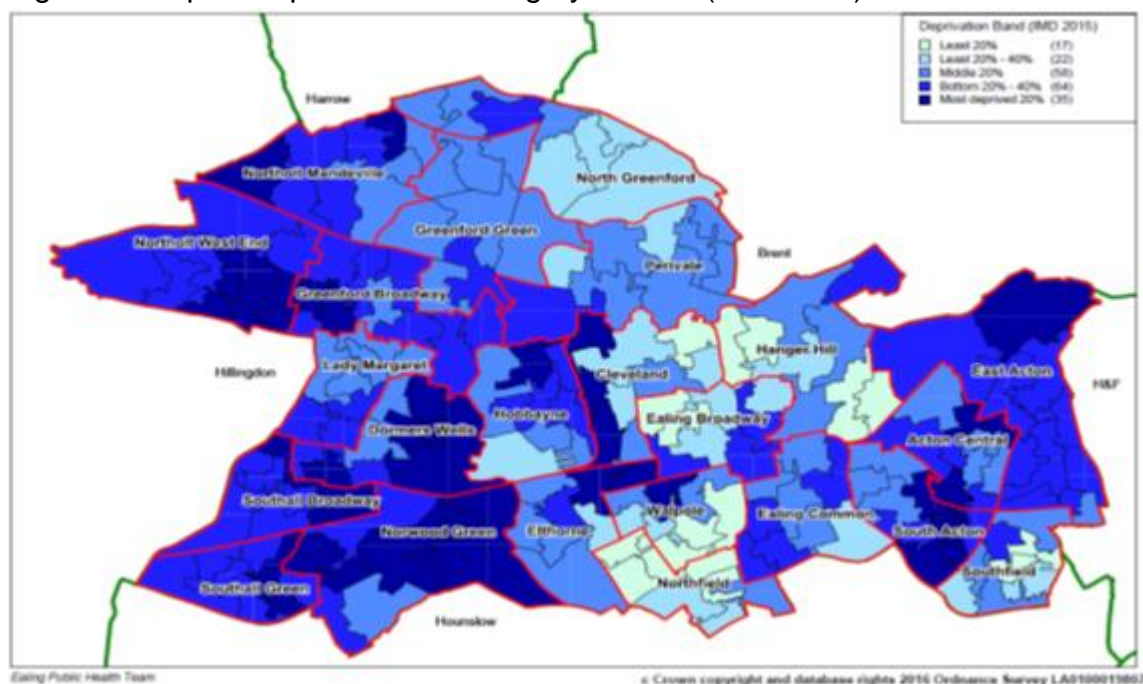 Deprivation Band (IMD 2015)
Least 20% (17)
Least 20% - 40% (22)
Middle 20% (58)
Bottom 20% - 40% (64)
Most deprived 20% (35)
Harrow
Northolt Mandeville
North Greenford
Greenford Green
Northolt West End
Perivale
Brent
Greenford Broadway
Hanger Hill
Lady Margaret
Cleveland
East Acton
Hillingdon
H&F
Hobbayne
Ealing Broadway
Dormers Wells
Acton Central
Southall Broadway
Walpole
Ealing Common
Norwood Green
Elthorne
South Acton
Southfield
Northfield
Southall Green
Hounslow
Ealing Public Health Team
c Crown copyright and database rights 2016 Ordnance Survey